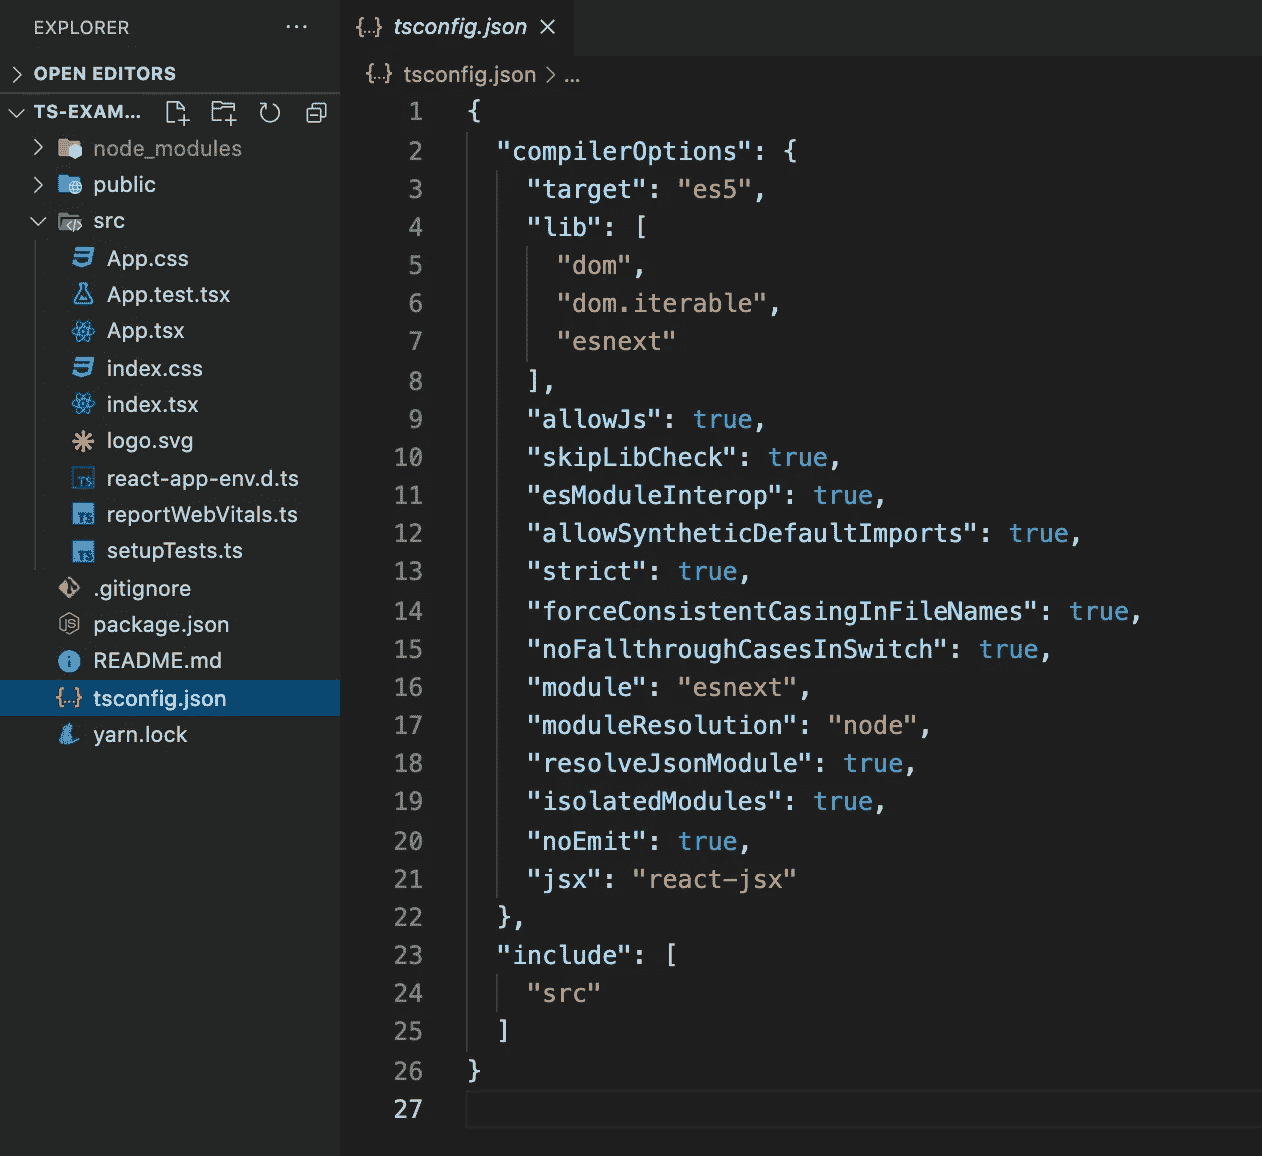 EXPLORER
OPEN EDITORS
TS-EXAM...
node_modules
public
src
App.css
App.test.tsx
App.tsx
index.css
index.tsx
logo.svg
react-app-env.d.ts
reportWebVitals.ts
setupTests.ts
.gitignore
package.json
README.md
tsconfig.json
yarn.lock
{..} tsconfig.json ×
{..} tsconfig.json > ...
1 {
2 "compilerOptions": {
3 "target": "es5",
4 "lib": [
5 "dom",
6 "dom.iterable",
7 "esnext"
8 ],
9 "allowJs": true,
10 "skipLibCheck": true,
11 "esModuleInterop": true,
12 "allowSyntheticDefaultImports": true,
13 "strict": true,
14 "forceConsistentCasingInFileNames": true,
15 "noFallthroughCasesInSwitch": true,
16 "module": "esnext",
17 "moduleResolution": "node",
18 "resolveJsonModule": true,
19 "isolatedModules": true,
20 "noEmit": true,
21 "jsx": "react-jsx"
22 },
23 "include": [
24 "src"
25 ]
26 }
27